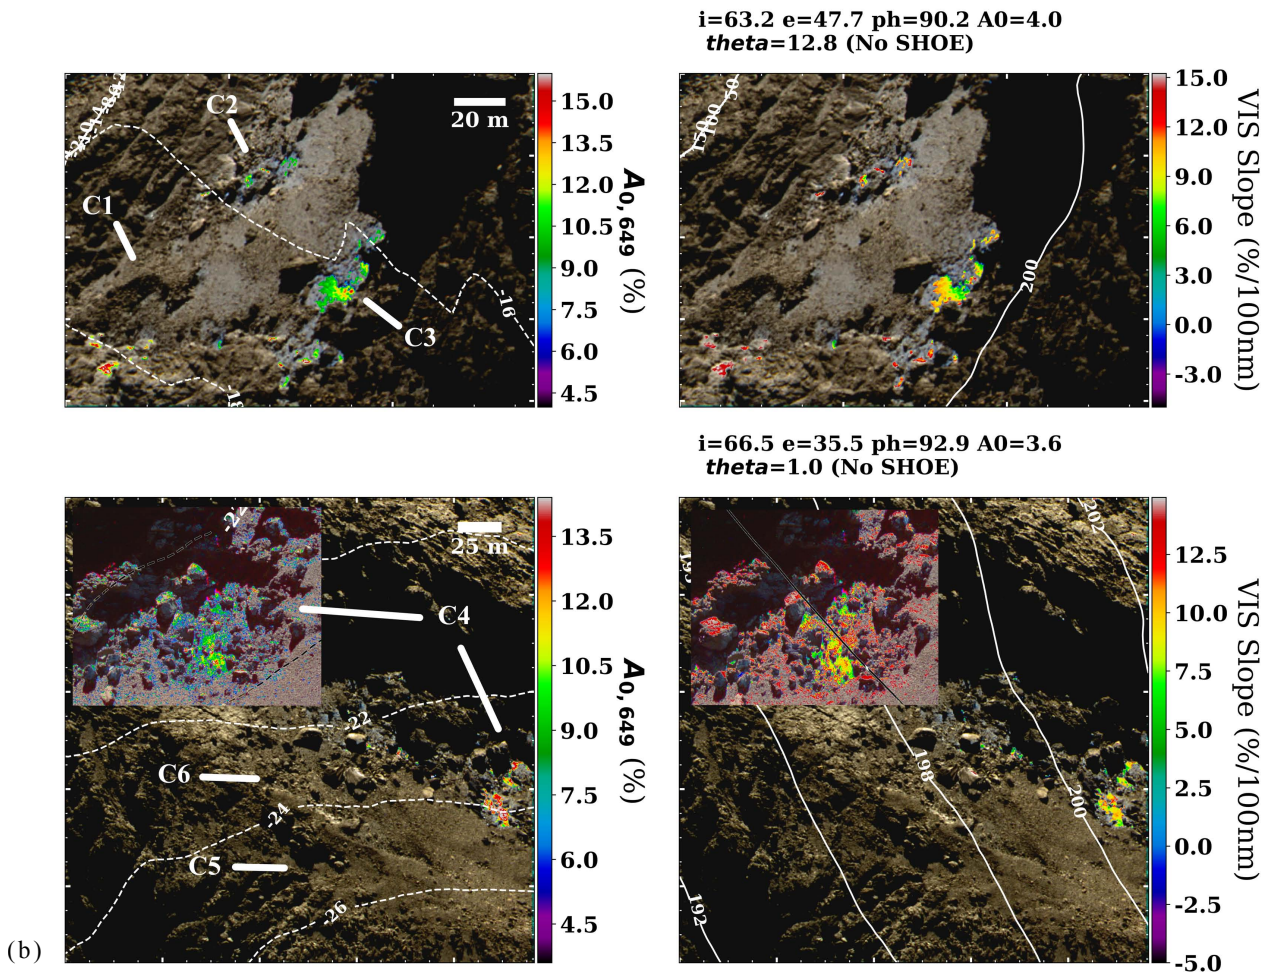 i=63.2 e=47.7 ph=90.2 A0=4.0
theta=12.8 (No SHOE)
C2
20 m
C1
C3
-16
15.0
13.5
12.0
10.5
9.0
7.5
6.0
4.5
A0,649 (%)
200
15.0
12.0
9.0
6.0
3.0
0.0
-3.0
VIS Slope (%/100nm)
i=66.5 e=35.5 ph=92.9 A0=3.6
theta=1.0 (No SHOE)
-22
25 m
C4
-22
C6
-24
C5
-26
13.5
12.0
10.5
9.0
7.5
6.0
4.5
A0,649 (%)
202
198
200
192
12.5
10.0
7.5
5.0
2.5
0.0
-2.5
-5.0
VIS Slope (%/100nm)
(b)